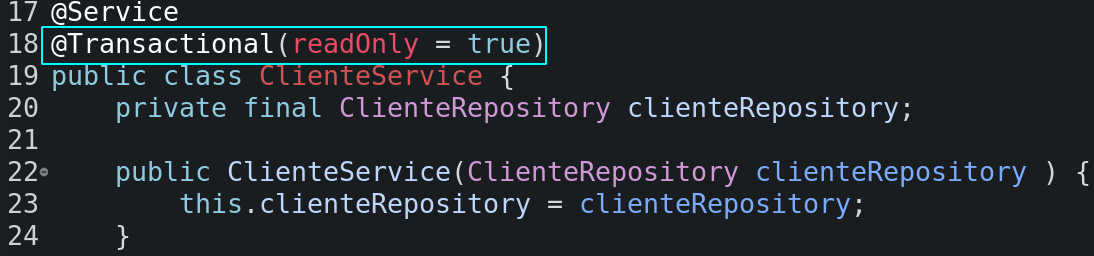 17 @Service
18 @Transactional(readOnly = true)
19 public class ClienteService {
20     private final ClienteRepository clienteRepository;
21
22     public ClienteService(ClienteRepository clienteRepository ) {
23         this.clienteRepository = clienteRepository;
24     }